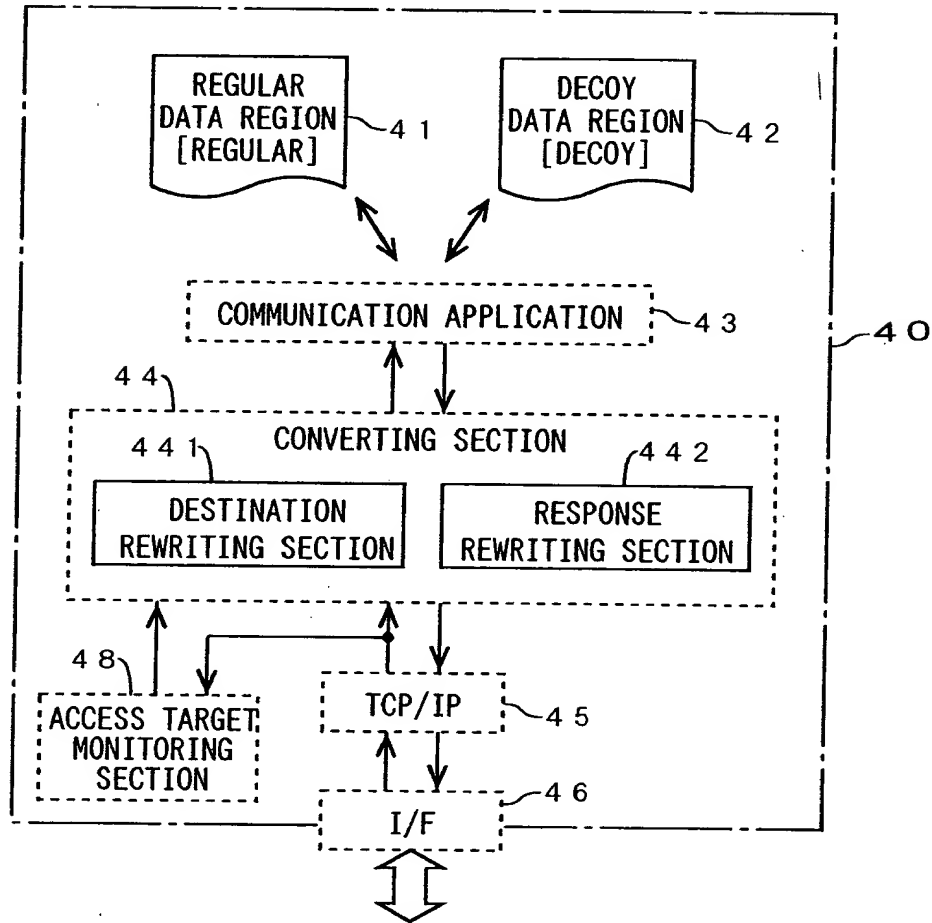 REGULAR
DATA REGION
[REGULAR]
41
DECOY
DATA REGION
[DECOY]
42
COMMUNICATION APPLICATION
43
40
44
CONVERTING SECTION
441
442
DESTINATION
REWRITING SECTION
RESPONSE
REWRITING SECTION
48
ACCESS TARGET
MONITORING
SECTION
TCP/IP
45
I/F
46